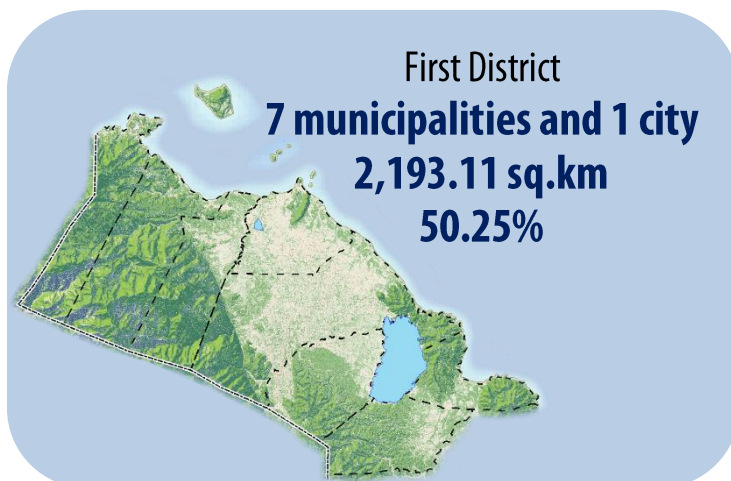 First District
7 municipalities and 1 city
2,193.11 sq.km
50.25%